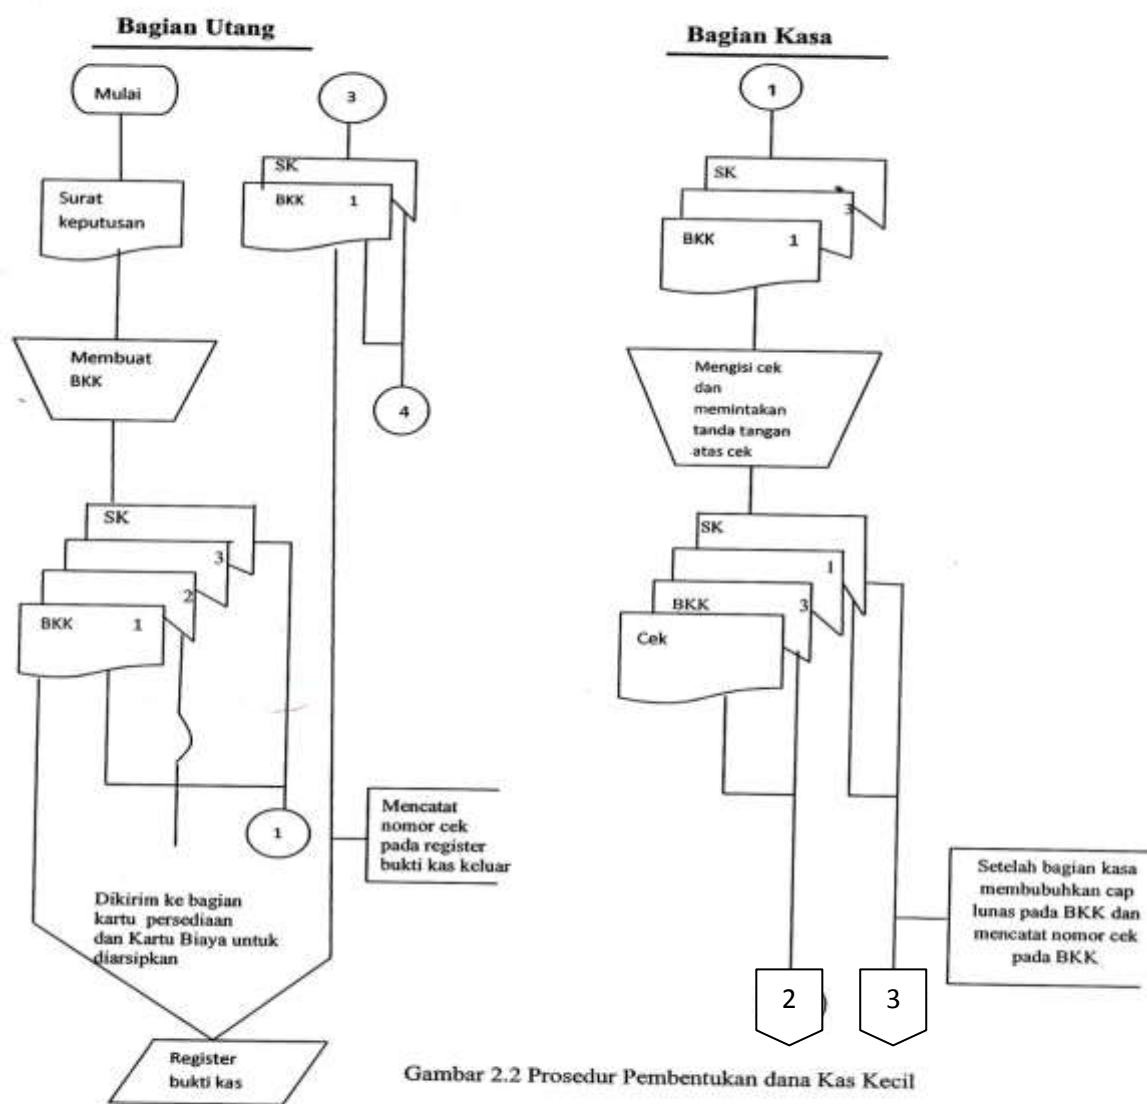 Bagian Utang
Mulai
Surat
keputusan
Membuat
BKK
SK
3
2
BKK 1
1
Dikirim ke bagian
kartu persediaan
dan Kartu Biaya untuk
diarsipkan
Register
bukti kas
3
SK
BKK 1
4
Mencatat
nomor cek
pada register
bukti kas keluar
Bagian Kasa
1
SK
3
BKK 1
Mengisi cek
dan
memintakan
tanda tangan
atas cek
SK
1
BKK 3
Cek
Setelah bagian kasa
membubuhkan cap
lunas pada BKK dan
mencatat nomor cek
pada BKK
2
3
Gambar 2.2 Prosedur Pembentukan dana Kas Kecil